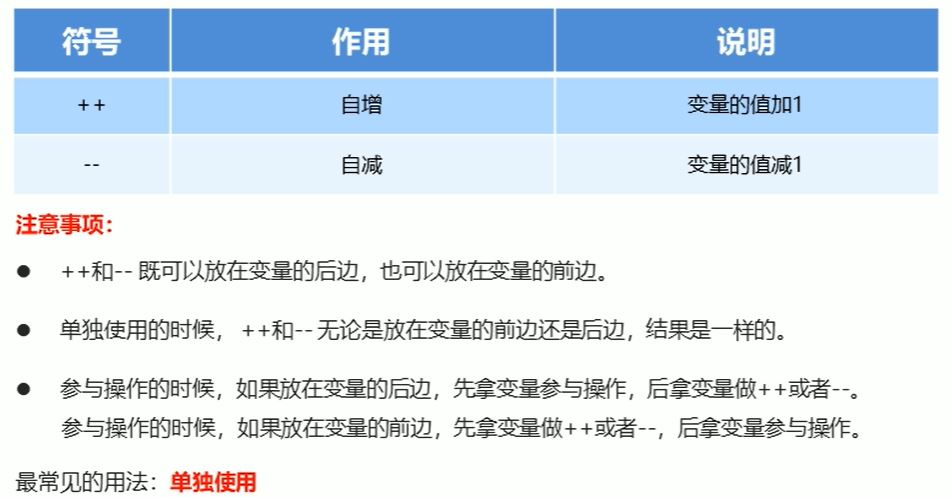 符号 作用 说明
++ 自增 变量的值加1
-- 自减 变量的值减1
注意事项：
● ++和-- 既可以放在变量的后边，也可以放在变量的前边。
● 单独使用的时候， ++和-- 无论是放在变量的前边还是后边，结果是一样的。
● 参与操作的时候，如果放在变量的后边，先拿变量参与操作，后拿变量做++或者--。
参与操作的时候，如果放在变量的前边，先拿变量做++或者--，后拿变量参与操作。
最常见的用法：单独使用